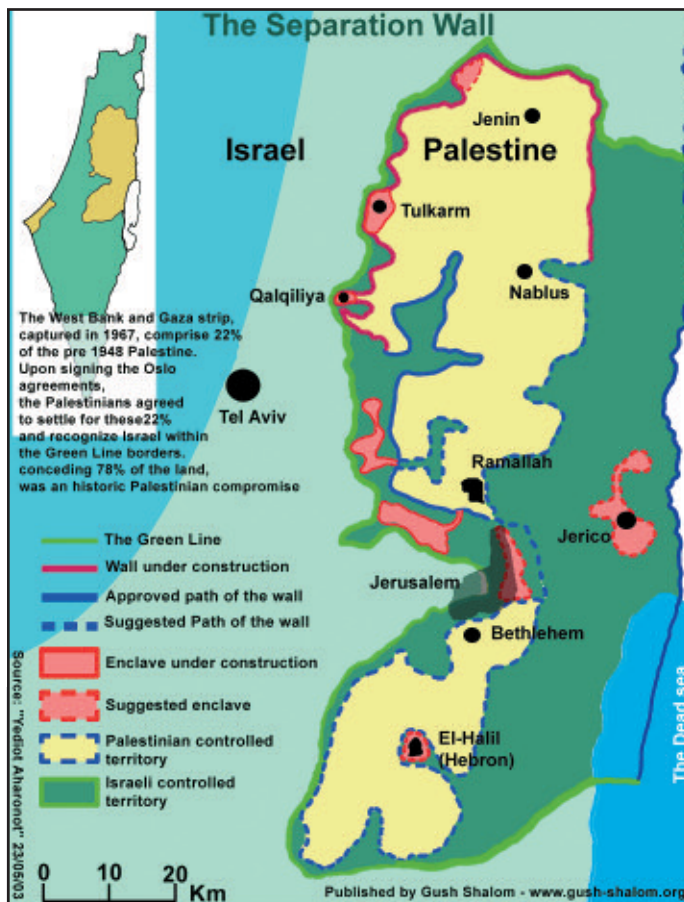 The Separation Wall
Israel
Palestine
Jenin
Tulkarm
Qalqiliya
Nablus
The West Bank and Gaza strip,
captured in 1967, comprise 22%
of the pre 1948 Palestine.
Upon signing the Oslo
agreements,
the Palestinians agreed
to settle for these22%
and recognize Israel within
the Green Line borders.
conceding 78% of the land,
was an historic Palestinian compromise
Tel Aviv
Ramallah
Jerico
Jerusalem
Bethlehem
El-Halil
(Hebron)
The Dead sea
The Green Line
Wall under construction
Approved path of the wall
Suggested Path of the wall
Enclave under construction
Suggested enclave
Palestinian controlled
territory
Israeli controlled
territory
Source: "Yediot Aharonot" 23/05/03
0 10 20
Km
Published by Gush Shalom - www.gush-shalom.org